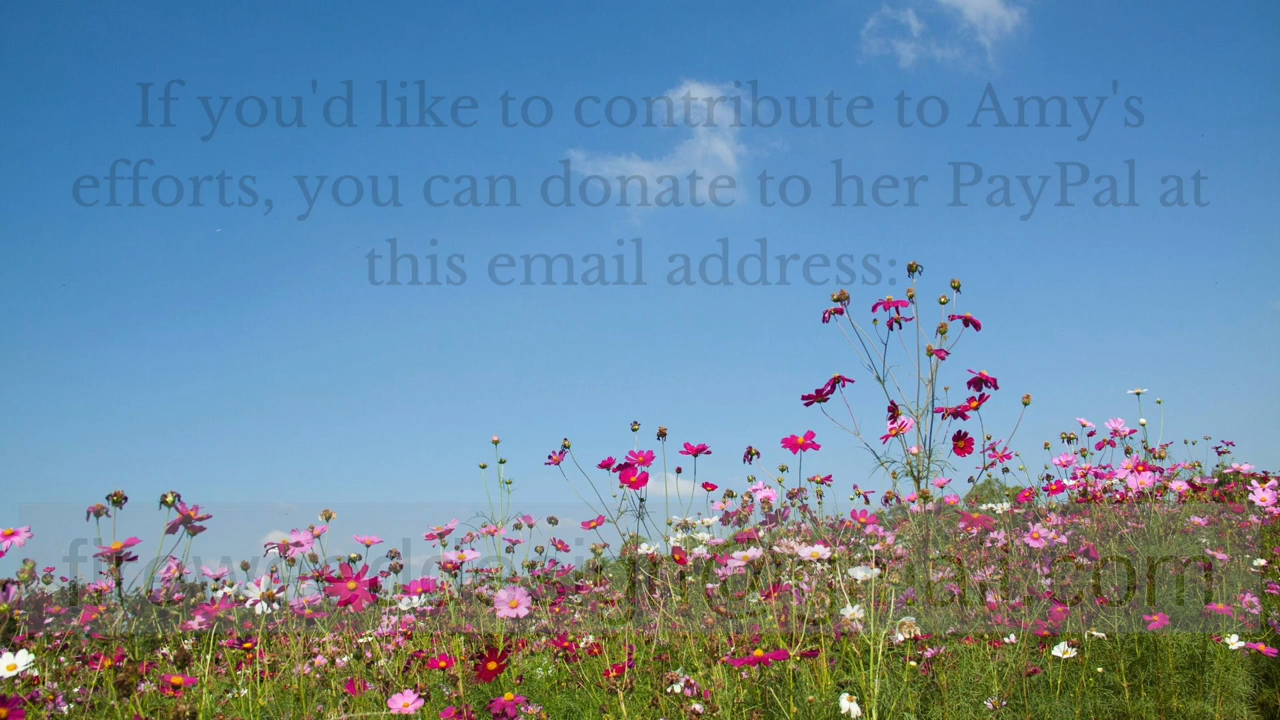 If you'd like to contribute to Amy's
efforts, you can donate to her PayPal at
this email address: